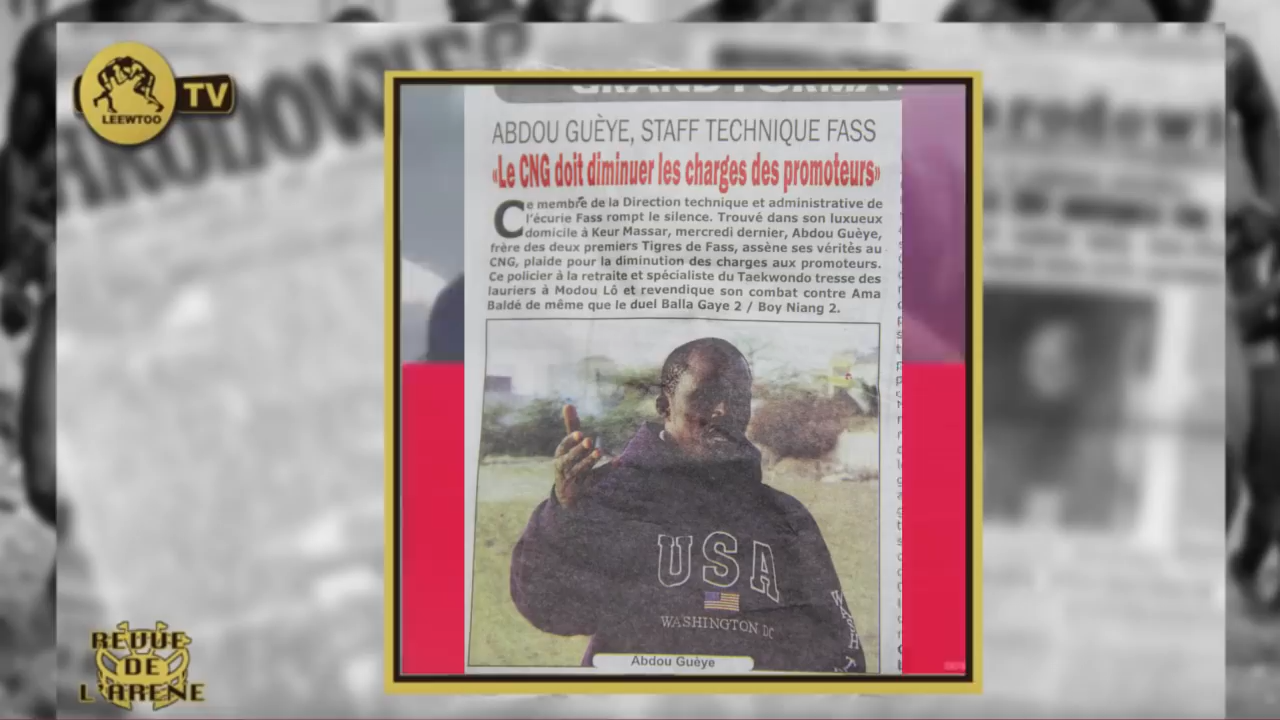 LEEWTOO
TV
GRAND FORMAT
ABDOU GUÈYE, STAFF TECHNIQUE FASS
«Le CNG doit diminuer les charges des promoteurs»
Ce membre de la Direction technique et administrative de
l'écurie Fass rompt le silence. Trouvé dans son luxueux
domicile à Keur Massar, mercredi dernier, Abdou Guèye,
frère des deux premiers Tigres de Fass, assène ses vérités au
CNG, plaide pour la diminution des charges aux promoteurs.
Ce policier à la retraite et spécialiste du Taekwondo tresse des
lauriers à Modou Lô et revendique son combat contre Ama
Baldé de même que le duel Balla Gaye 2 / Boy Niang 2.
USA
WASHINGTON DC
Abdou Guèye
REVUE
DE
L'ARENE